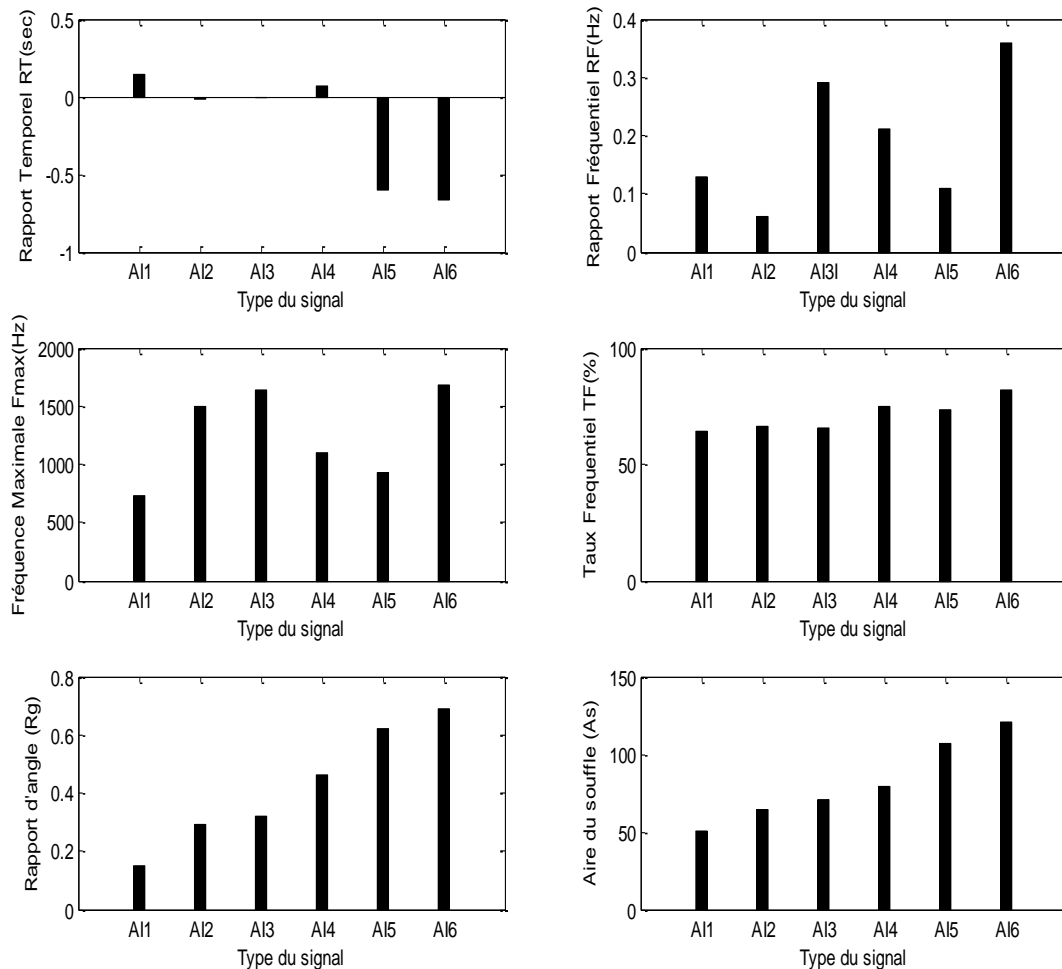 Rapport Temporel RT(sec)
0.5
0
-0.5
-1
AI1 AI2 AI3 AI4 AI5 AI6
Type du signal
Rapport Fréquentiel RF(Hz)
0.4
0.3
0.2
0.1
0
AI1 AI2 AI3I AI4 AI5 AI6
Type du signal
Fréquence Maximale Fmax(Hz)
2000
1500
1000
500
0
AI1 AI2 AI3 AI4 AI5 AI6
Type du signal
Taux Frequentiel TF(%)
100
50
0
AI1 AI2 AI3 AI4 AI5 AI6
Type du signal
Rapport d'angle (Rg)
0.8
0.6
0.4
0.2
0
AI1 AI2 AI3 AI4 AI5 AI6
Type du signal
Aire du souffle (As)
150
100
50
0
AI1 AI2 AI3 AI4 AI5 AI6
Type du signal